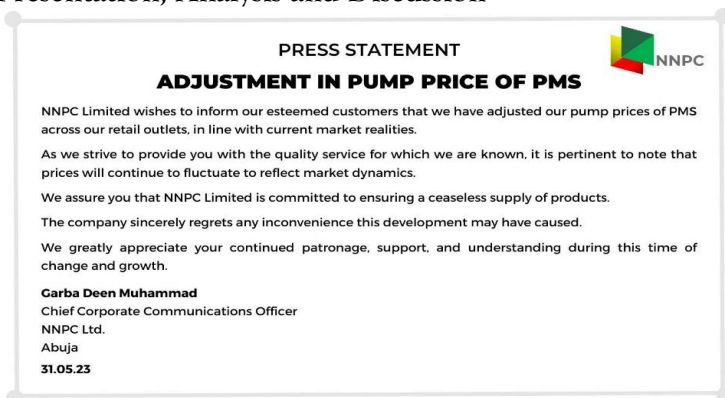 Presentation, Analysis and Discussion
PRESS STATEMENT
NNPC
ADJUSTMENT IN PUMP PRICE OF PMS
NNPC Limited wishes to inform our esteemed customers that we have adjusted our pump prices of PMS
across our retail outlets, in line with current market realities.
As we strive to provide you with the quality service for which we are known, it is pertinent to note that
prices will continue to fluctuate to reflect market dynamics.
We assure you that NNPC Limited is committed to ensuring a ceaseless supply of products.
The company sincerely regrets any inconvenience this development may have caused.
We greatly appreciate your continued patronage, support, and understanding during this time of
change and growth.
Garba Deen Muhammad
Chief Corporate Communications Officer
NNPC Ltd.
Abuja
31.05.23